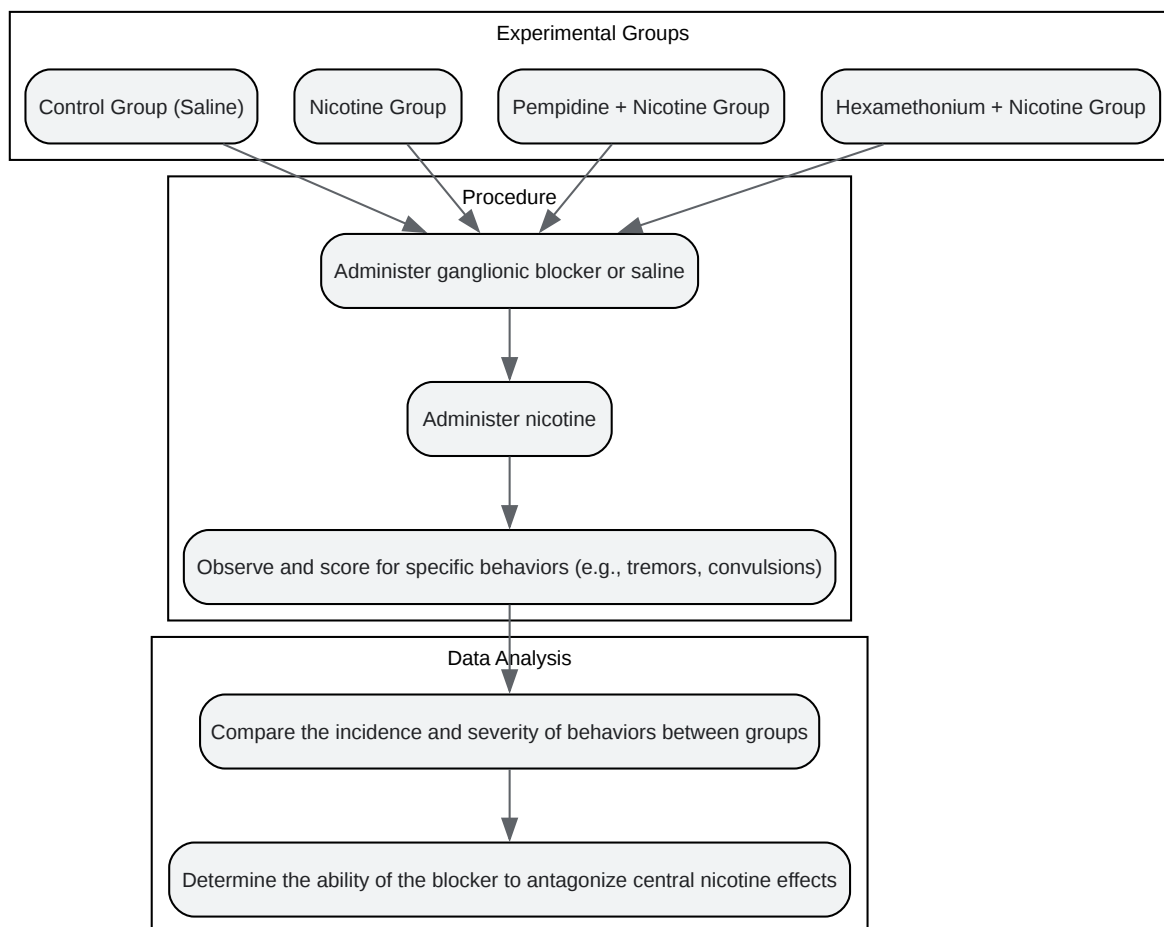 Experimental Groups
Control Group (Saline)
Nicotine Group
Pempidine + Nicotine Group
Hexamethonium + Nicotine Group
Procedure
Administer ganglionic blocker or saline
Administer nicotine
Observe and score for specific behaviors (e.g., tremors, convulsions)
Data Analysis
Compare the incidence and severity of behaviors between groups
Determine the ability of the blocker to antagonize central nicotine effects